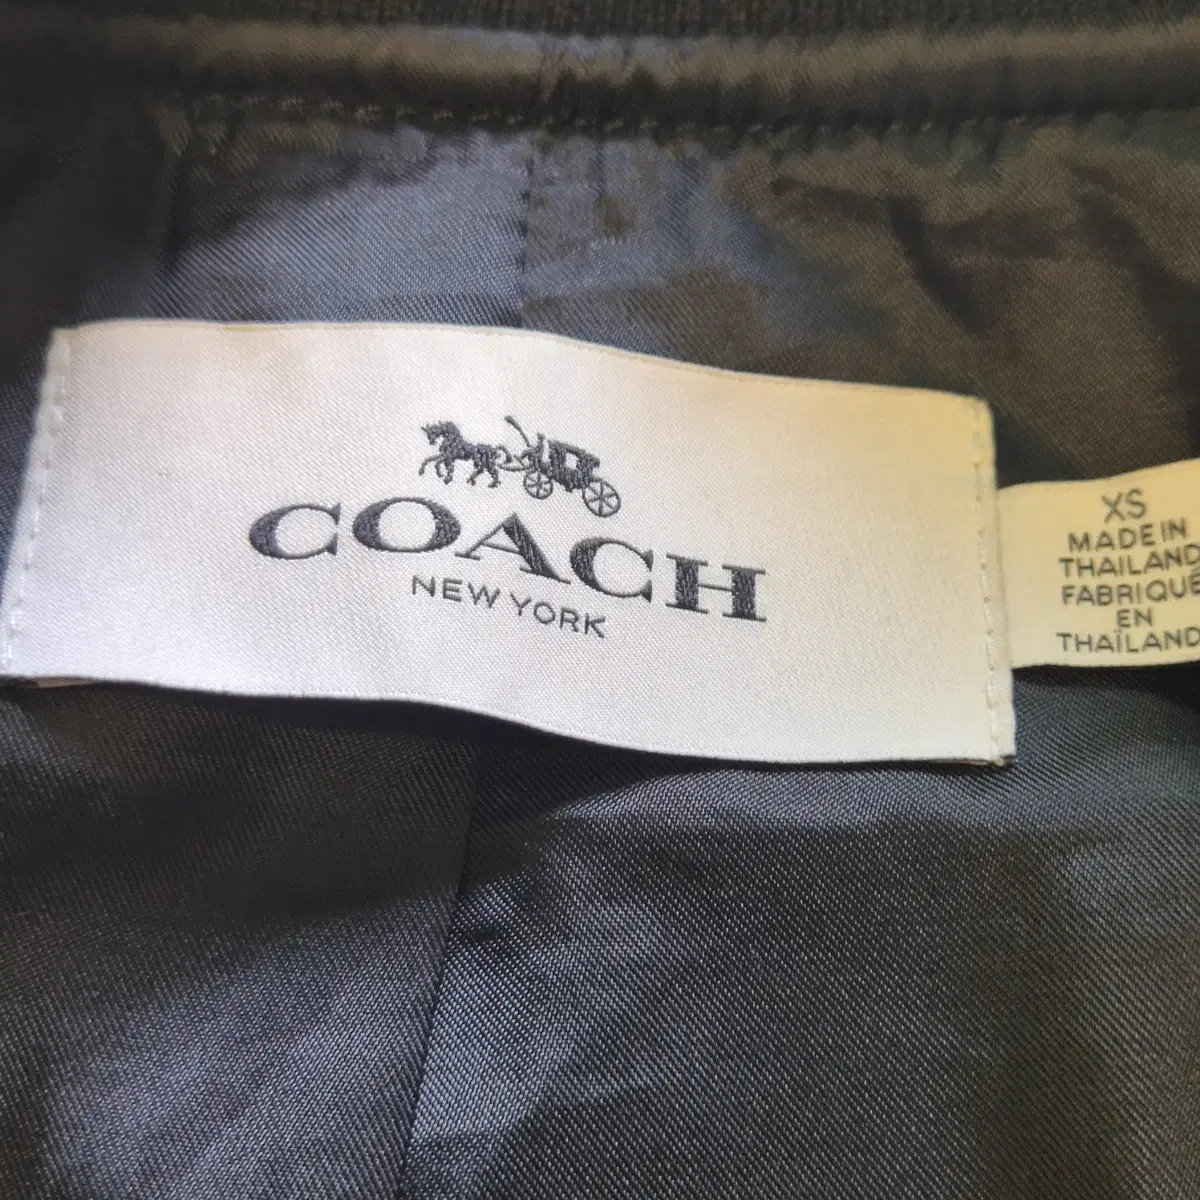 COACH
NEW YORK
XS
MADE IN
THAILAND
FABRIQUÉ
EN
THAÏLAND